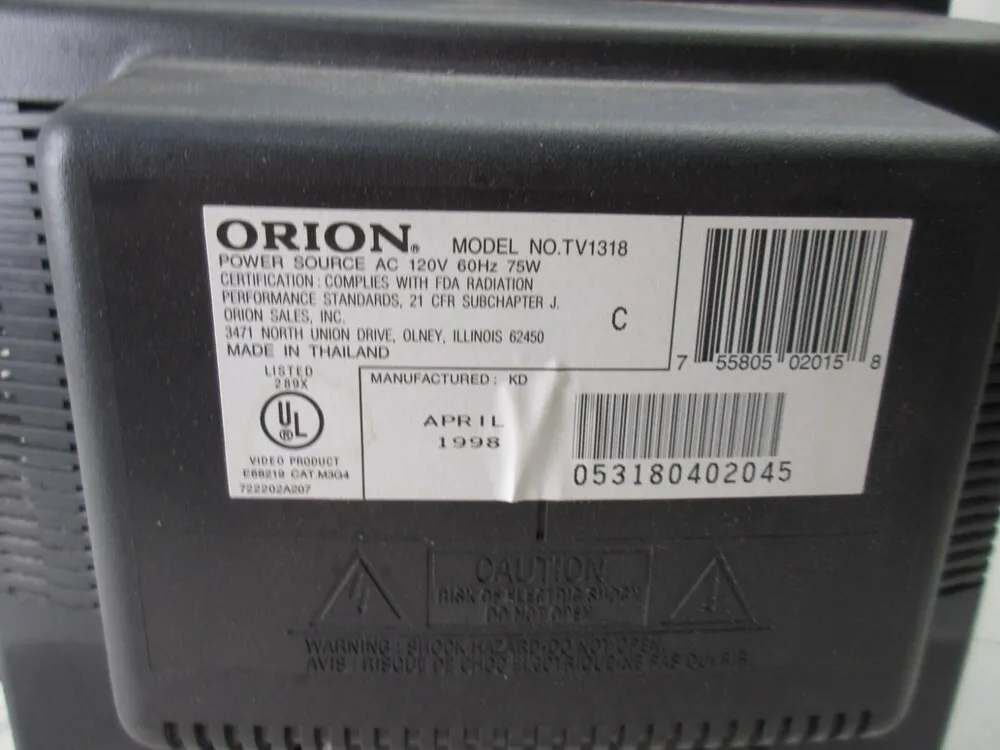 ORION®
MODEL NO.TV1318
POWER SOURCE AC 120V 60Hz 75W
CERTIFICATION : COMPLIES WITH FDA RADIATION
PERFORMANCE STANDARDS, 21 CFR SUBCHAPTER J.
ORION SALES, INC.
3471 NORTH UNION DRIVE, OLNEY, ILLINOIS 62450
MADE IN THAILAND
C
7 55805 02015 8
LISTED
289X
UL
VIDEO PRODUCT
E66219 CAT.M3G4
722202A207
MANUFACTURED : KD
APRIL
1998
053180402045
CAUTION
RISK OF ELECTRIC SHOCK
DO NOT OPEN
WARNING : SHOCK HAZARD-DO NOT OPEN.
AVIS : RISQUE DE CHOC ELECTRIQUE-NE PAS OUVRIR.